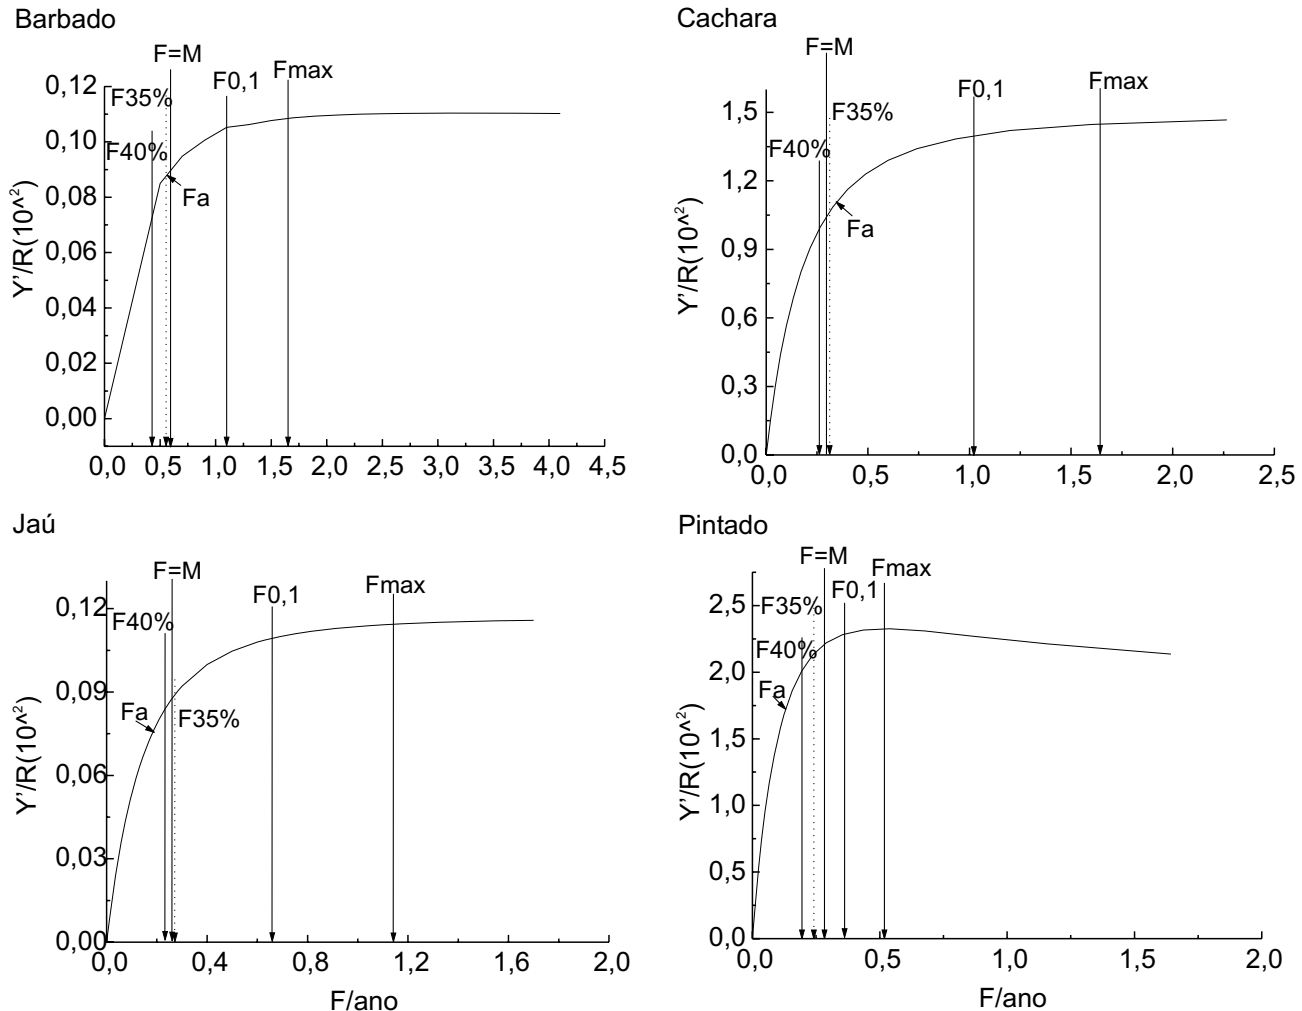 Barbado
F=M
F0,1
Fmax
F35%
F40%
Fa
Y'/R(10^²)
0,12
0,10
0,08
0,06
0,04
0,02
0,00
0,0 0,5 1,0 1,5 2,0 2,5 3,0 3,5 4,0 4,5
Cachara
F=M
F0,1
Fmax
F35%
F40%
Fa
Y'/R(10^²)
1,5
1,2
0,9
0,6
0,3
0,0
0,0 0,5 1,0 1,5 2,0 2,5
Jaú
F=M
F0,1
Fmax
F40%
F35%
Fa
Y'/R(10^²)
0,12
0,09
0,06
0,03
0,00
0,0 0,4 0,8 1,2 1,6 2,0
F/ano
Pintado
F=M
Fmax
F0,1
F35%
F40%
Fa
Y'/R(10^²)
2,5
2,0
1,5
1,0
0,5
0,0
0,0 0,5 1,0 1,5 2,0
F/ano